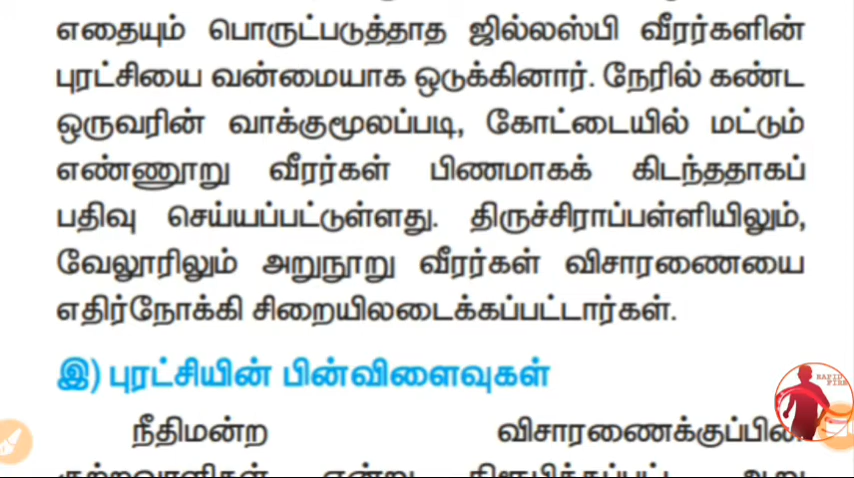 எதையும் பொருட்படுத்தாத ஜில்லஸ்பி வீரர்களின்
புரட்சியை வன்மையாக ஒடுக்கினார். நேரில் கண்ட
ஒருவரின் வாக்குமூலப்படி, கோட்டையில் மட்டும்
எண்ணூறு வீரர்கள் பிணமாகக் கிடந்ததாகப்
பதிவு செய்யப்பட்டுள்ளது. திருச்சிராப்பள்ளியிலும்,
வேலூரிலும் அறுநூறு வீரர்கள் விசாரணையை
எதிர்நோக்கி சிறையிலடைக்கப்பட்டார்கள்.
இ) புரட்சியின் பின்விளைவுகள்
நீதிமன்ற விசாரணைக்குப்பின்
RAPID
FIRE